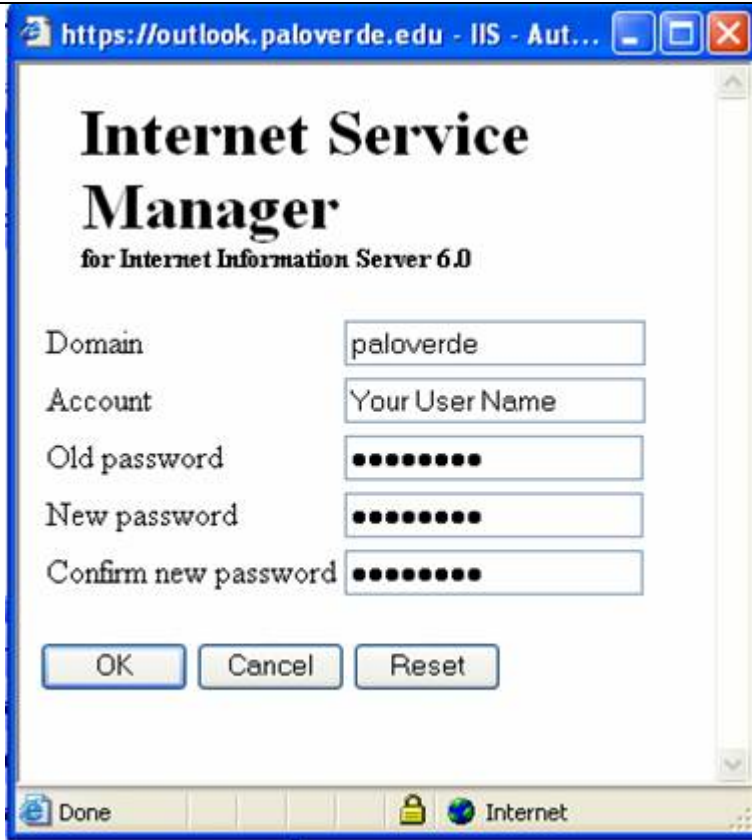 https://outlook.paloverde.edu - IIS - Aut...
Internet Service
Manager
for Internet Information Server 6.0
Domain paloverde
Account Your User Name
Old password ●●●●●●●●
New password ●●●●●●●●
Confirm new password ●●●●●●●●
OK Cancel Reset
Done Internet